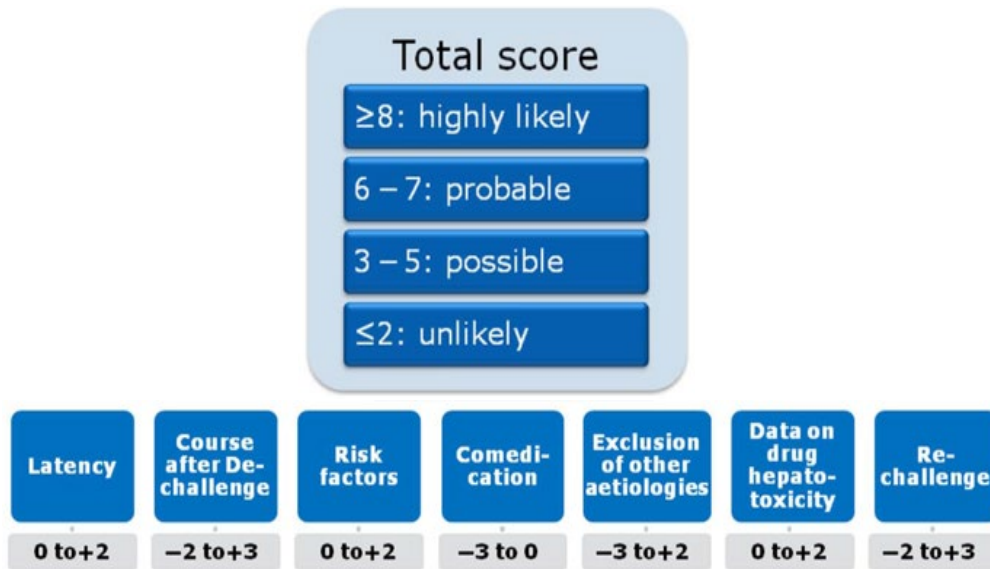 Total score
≥8: highly likely
6 – 7: probable
3 – 5: possible
≤2: unlikely
Latency
Course
after De-
challenge
Risk
factors
Comedi-
cation
Exclusion
of other
aetiologies
Data on
drug
hepato-
toxicity
Re-
challenge
0 to+2
−2 to+3
0 to+2
−3 to 0
−3 to+2
0 to+2
−2 to+3